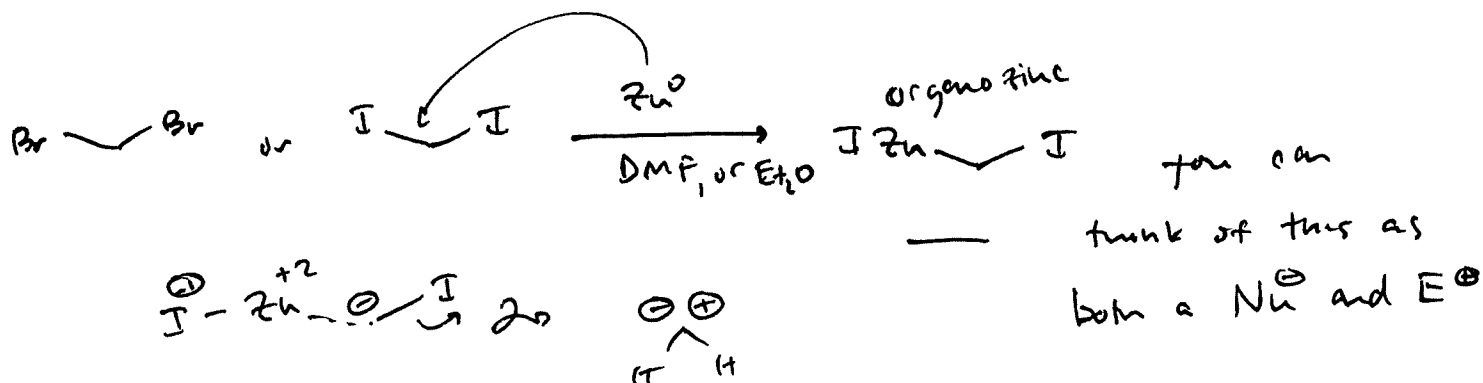 Zn⁰
organozinc
Br Br or I I IZn I
DMF, or Et₂O
you can
think of this as
both a Nu⊖ and E⊕
⊖ +2 ⊖ I
I - Zn
⊖ ⊕
H H